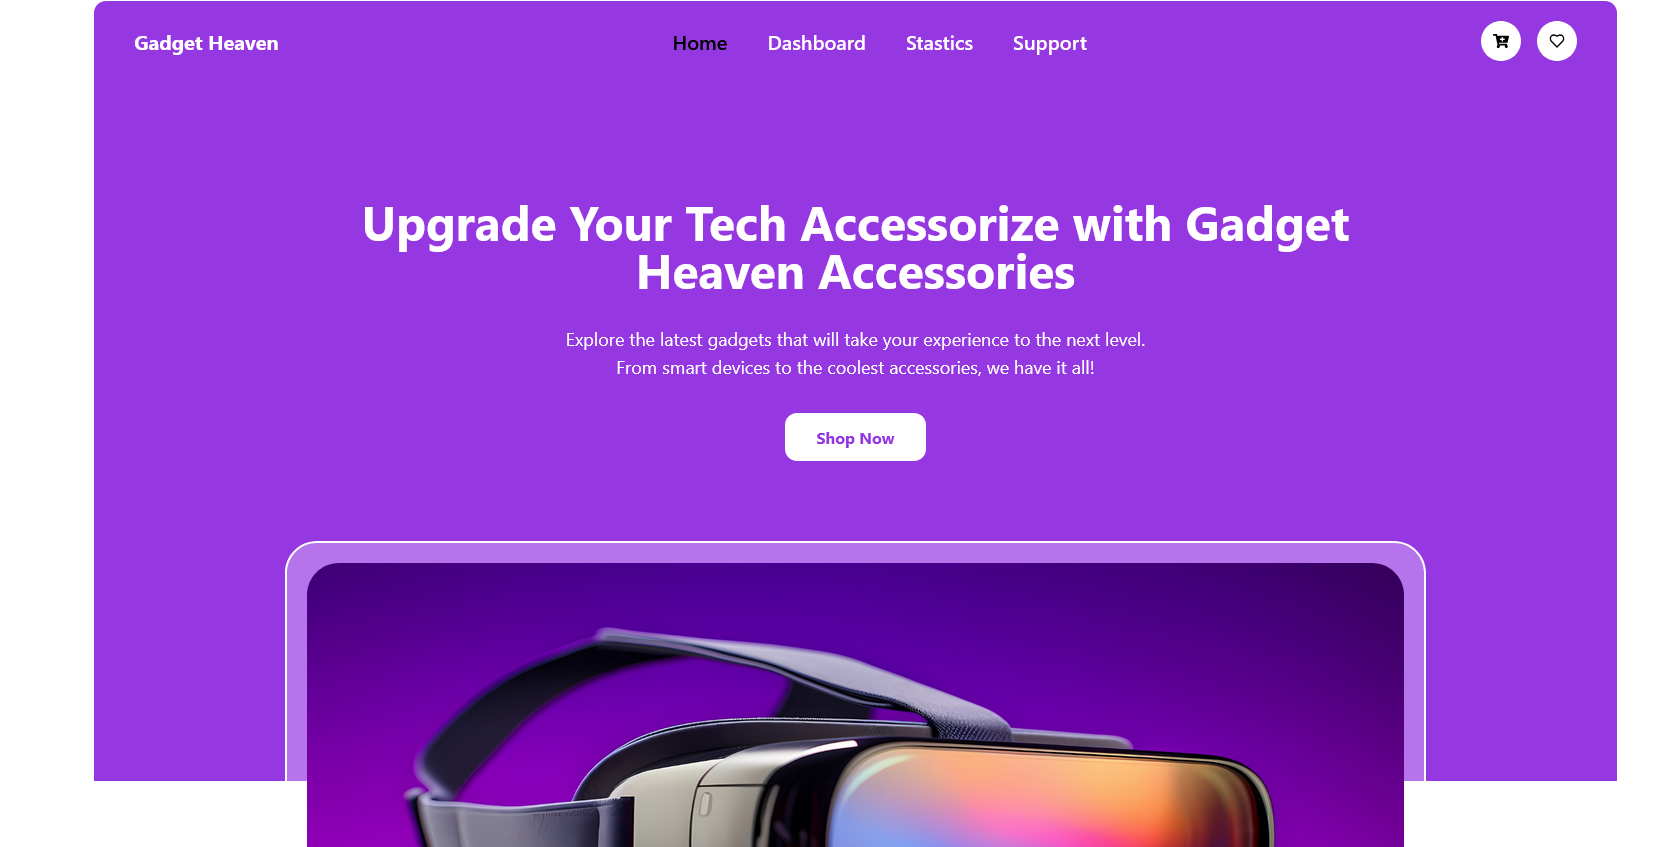 Gadget Heaven
Home
Dashboard
Stastics
Support
Upgrade Your Tech Accessorize with Gadget
Heaven Accessories
Explore the latest gadgets that will take your experience to the next level.
From smart devices to the coolest accessories, we have it all!
Shop Now